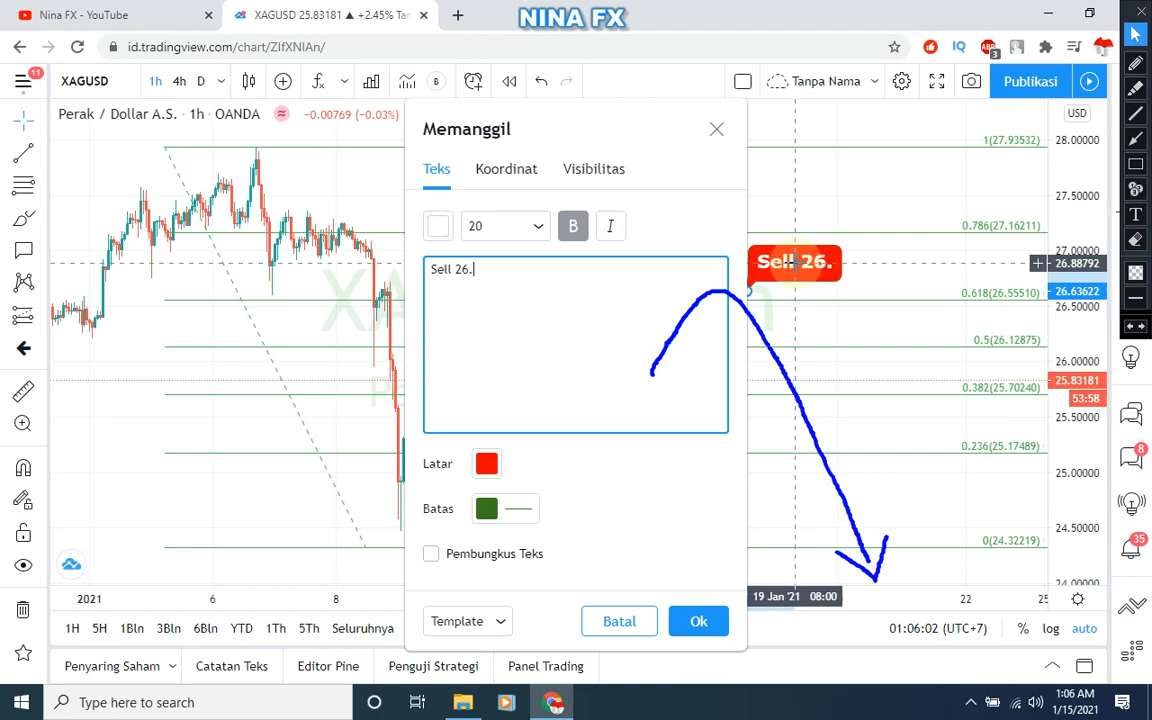 NINA FX
Nina FX - YouTube
XAGUSD 25.83181 ▲ +2.45% Tan
id.tradingview.com/chart/ZIfXNIAn/
IQ
ABP
3
11
XAGUSD
1h
4h
D
B
Tanpa Nama
Publikasi
Perak / Dollar A.S. · 1h · OANDA
−0.00769 (−0.03%)
USD
Memanggil
Teks
Koordinat
Visibilitas
20
B
I
Sell 26.
Latar
Batas
Pembungkus Teks
Template
Batal
Ok
Sell 26.
1(27.93532)
0.786(27.16211)
0.618(26.55510)
0.5(26.12875)
0.382(25.70240)
0.236(25.17489)
0(24.32219)
28.00000
27.50000
27.00000
26.88792
26.63622
26.50000
26.00000
25.83181
53:58
25.50000
25.00000
24.50000
24.00000
T
8
35
2021
6
8
19 Jan '21 08:00
22
25
1H
5H
1Bln
3Bln
6Bln
YTD
1Th
5Th
Seluruhnya
01:06:02 (UTC+7)
%
log
auto
Penyaring Saham
Catatan Teks
Editor Pine
Penguji Strategi
Panel Trading
Type here to search
1:06 AM
1/15/2021